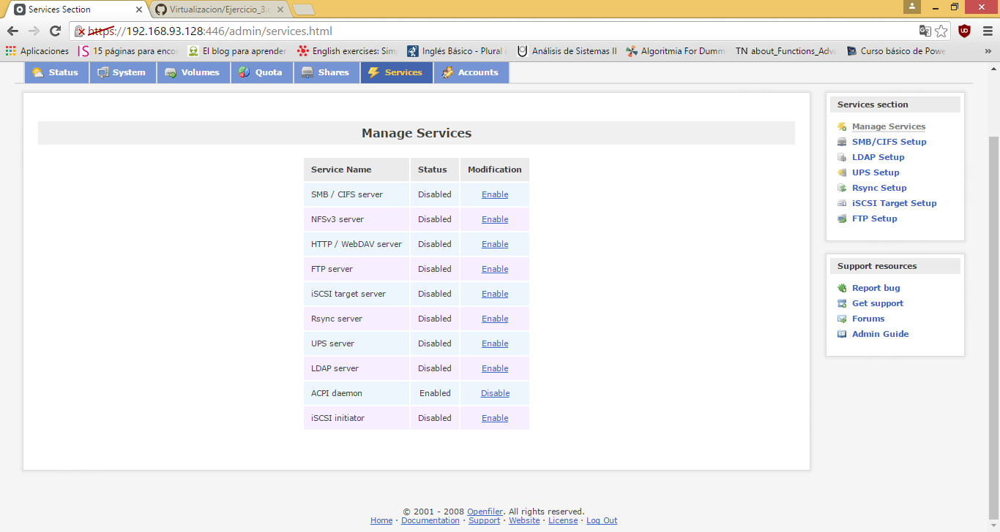 Services Section
Virtualizacion/Ejercicio_3.
https://192.168.93.128:446/admin/services.html
Aplicaciones
15 páginas para enco
El blog para aprender
English exercises: Sim
Inglés Básico - Plural
Análisis de Sistemas II
Algoritmia For Dumm
TN about_Functions_Adva
Curso básico de Powe
»
Status
System
Volumes
Quota
Shares
Services
Accounts
Manage Services
Service Name Status Modification
SMB / CIFS server Disabled Enable
NFSv3 server Disabled Enable
HTTP / WebDAV server Disabled Enable
FTP server Disabled Enable
iSCSI target server Disabled Enable
Rsync server Disabled Enable
UPS server Disabled Enable
LDAP server Disabled Enable
ACPI daemon Enabled Disable
iSCSI initiator Disabled Enable
Services section
Manage Services
SMB/CIFS Setup
LDAP Setup
UPS Setup
Rsync Setup
iSCSI Target Setup
FTP Setup
Support resources
Report bug
Get support
Forums
Admin Guide
© 2001 - 2008 Openfiler. All rights reserved.
Home · Documentation · Support · Website · License · Log Out